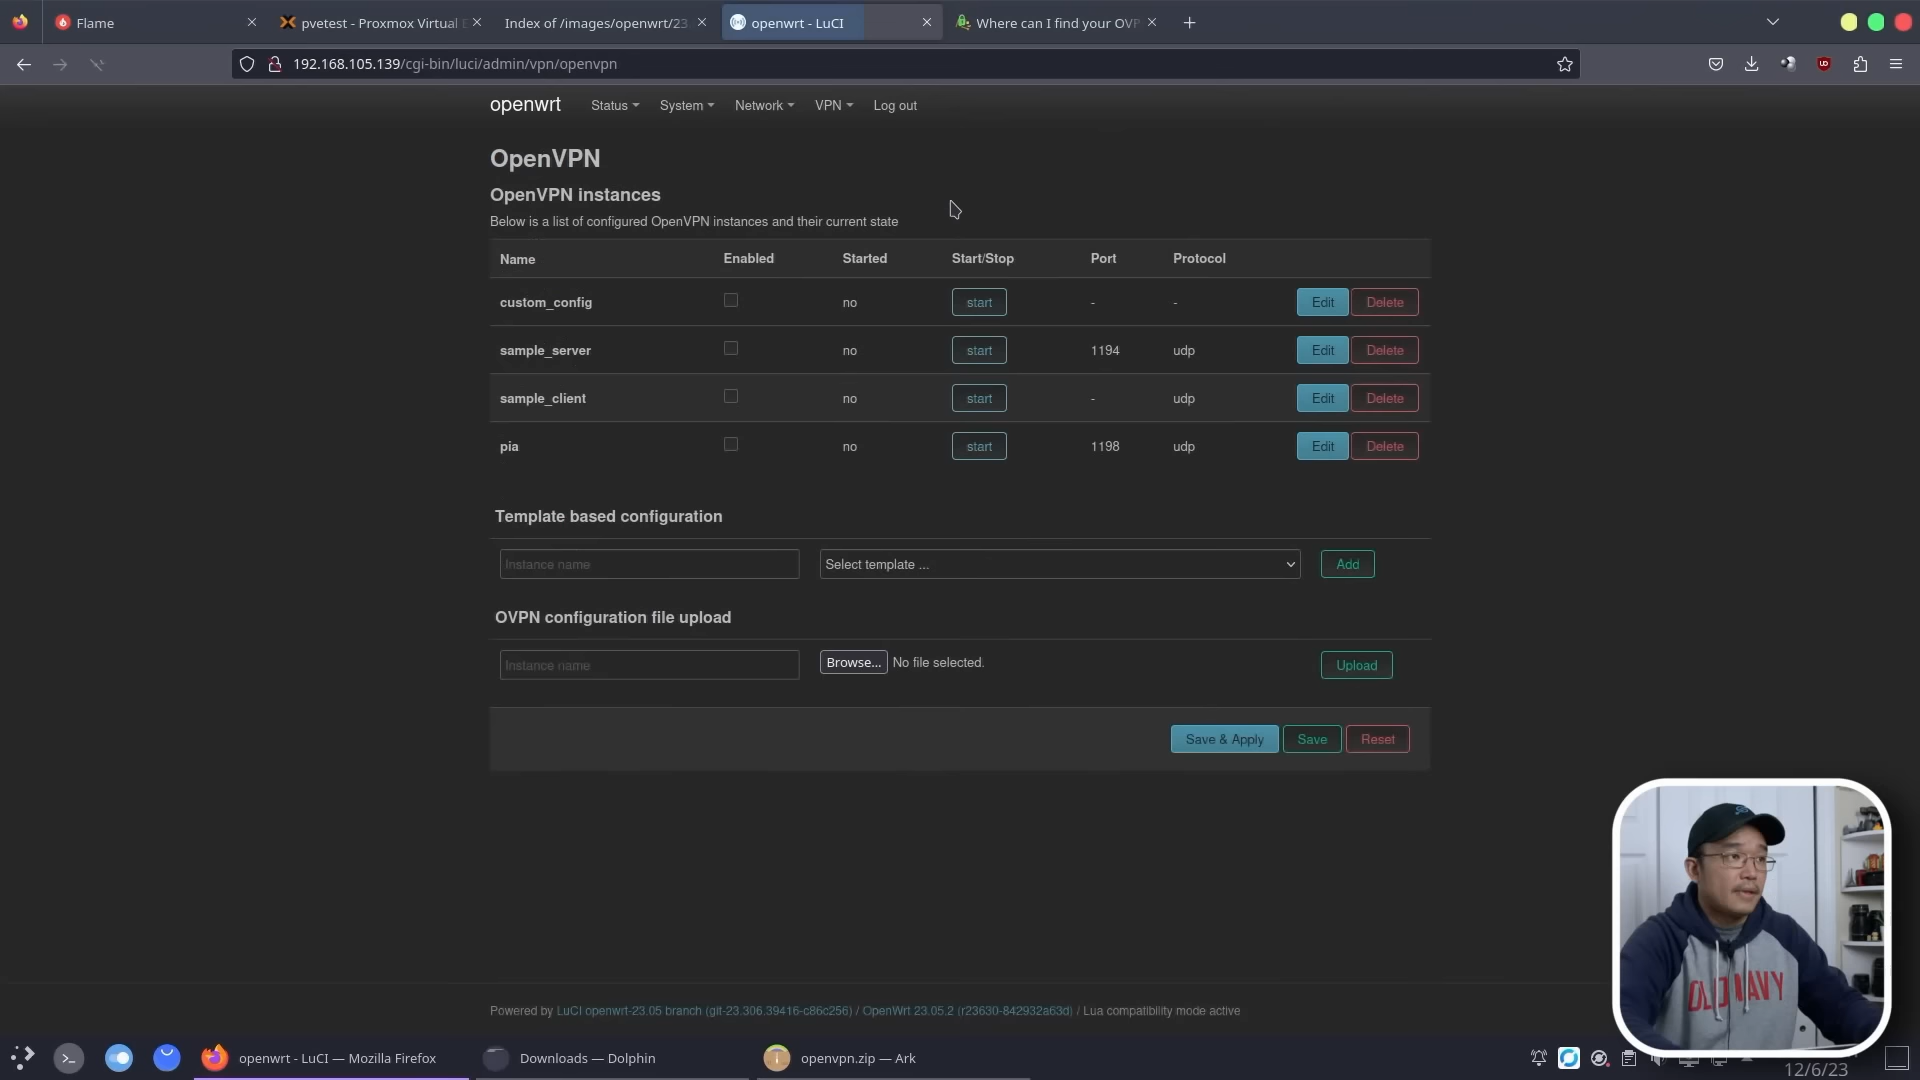 Flame
pvetest - Proxmox Virtual E
Index of /images/openwrt/23
openwrt - LuCI
Where can I find your OVP
192.168.105.139/cgi-bin/luci/admin/vpn/openvpn
openwrt
Status
System
Network
VPN
Log out
OpenVPN
OpenVPN instances
Below is a list of configured OpenVPN instances and their current state
Name Enabled Started Start/Stop Port Protocol
custom_config no start - - Edit Delete
sample_server no start 1194 udp Edit Delete
sample_client no start - udp Edit Delete
pia no start 1198 udp Edit Delete
Template based configuration
Instance name Select template ... Add
OVPN configuration file upload
Instance name Browse... No file selected. Upload
Save & Apply Save Reset
Powered by LuCI openwrt-23.05 branch (git-23.306.39416-c86c256) / OpenWrt 23.05.2 (r23630-842932a63d) / Lua compatibility mode active
OLD NAVY
openwrt - LuCI — Mozilla Firefox
Downloads — Dolphin
openvpn.zip — Ark
12/6/23